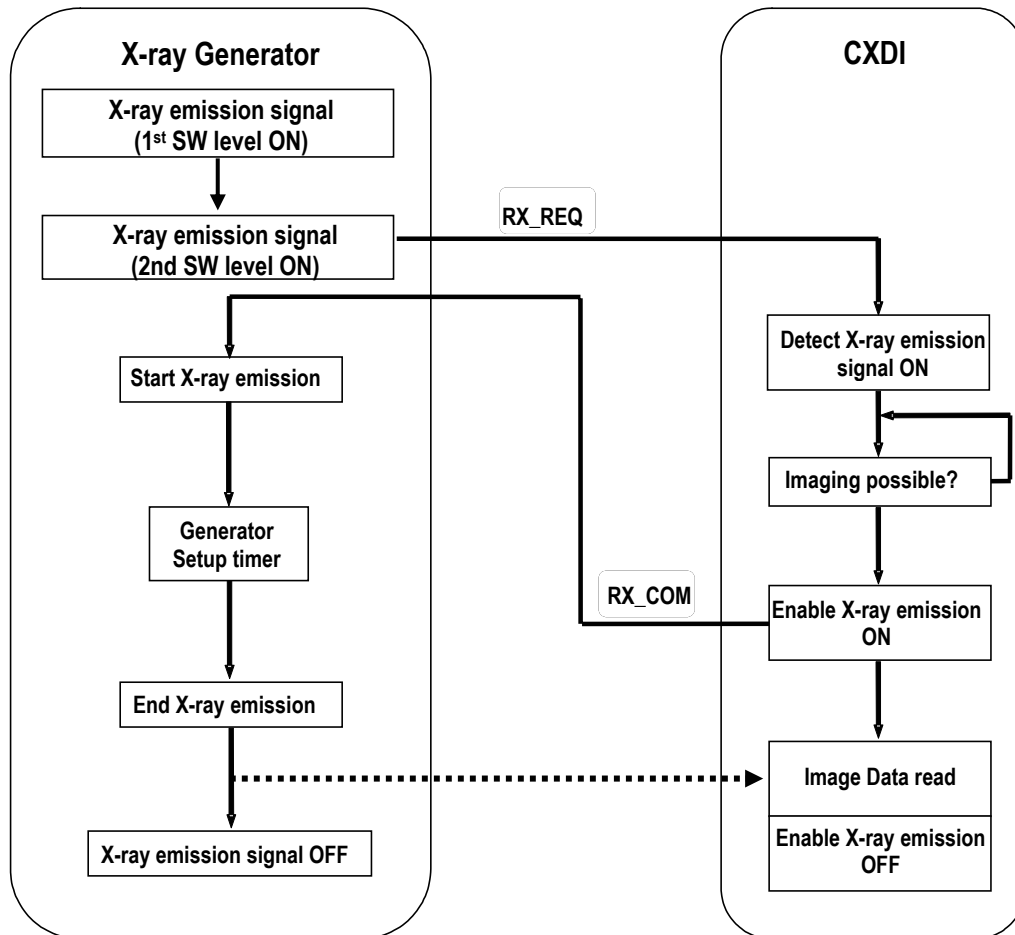 X-ray Generator
X-ray emission signal
(1st SW level ON)
X-ray emission signal
(2nd SW level ON)
Start X-ray emission
Generator
Setup timer
End X-ray emission
X-ray emission signal OFF
RX_REQ
RX_COM
CXDI
Detect X-ray emission
signal ON
Imaging possible?
Enable X-ray emission
ON
Image Data read
Enable X-ray emission
OFF